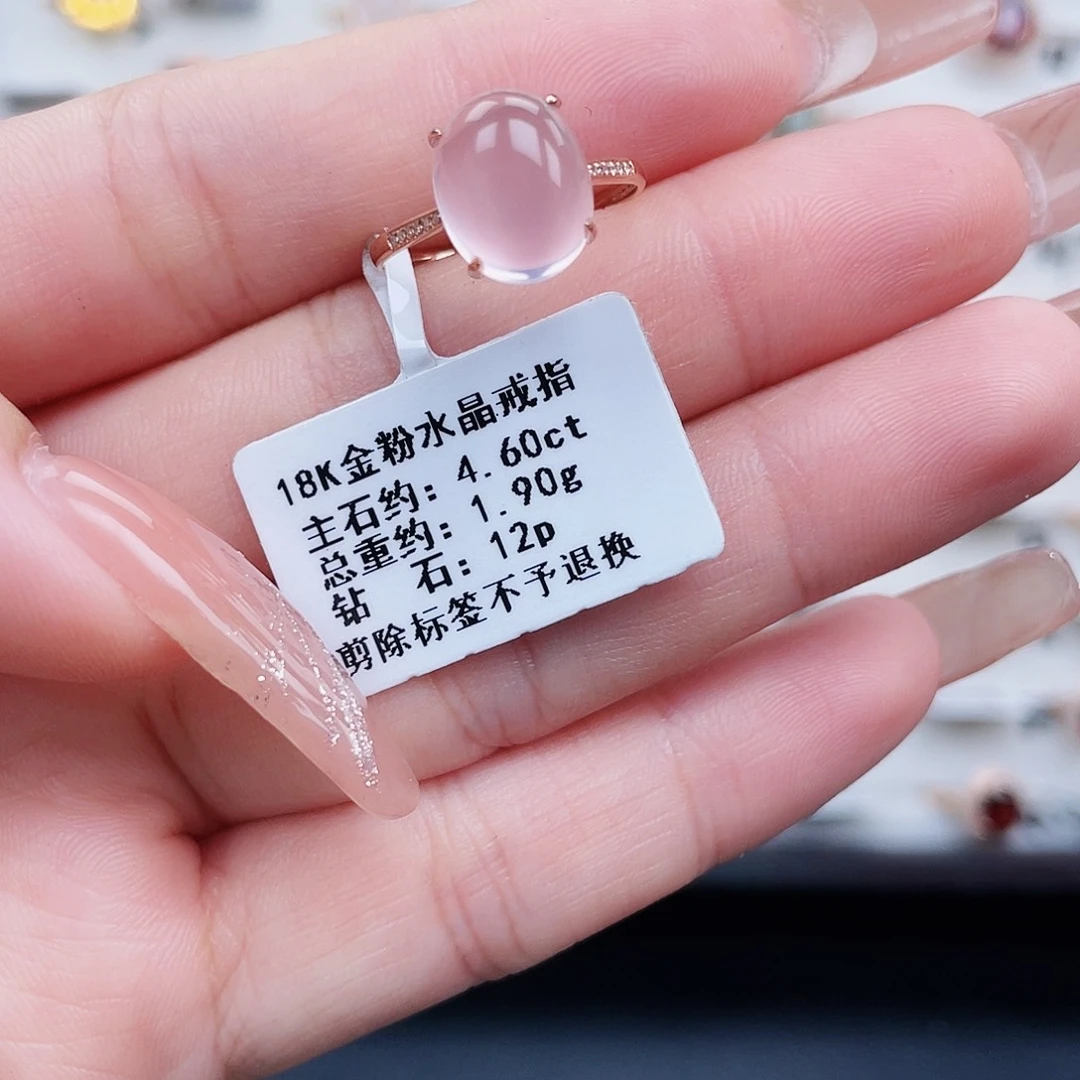 18K金粉水晶戒指
主石约: 4.60ct
总重约: 1.90g
钻 石: 12p
剪除标签不予退换